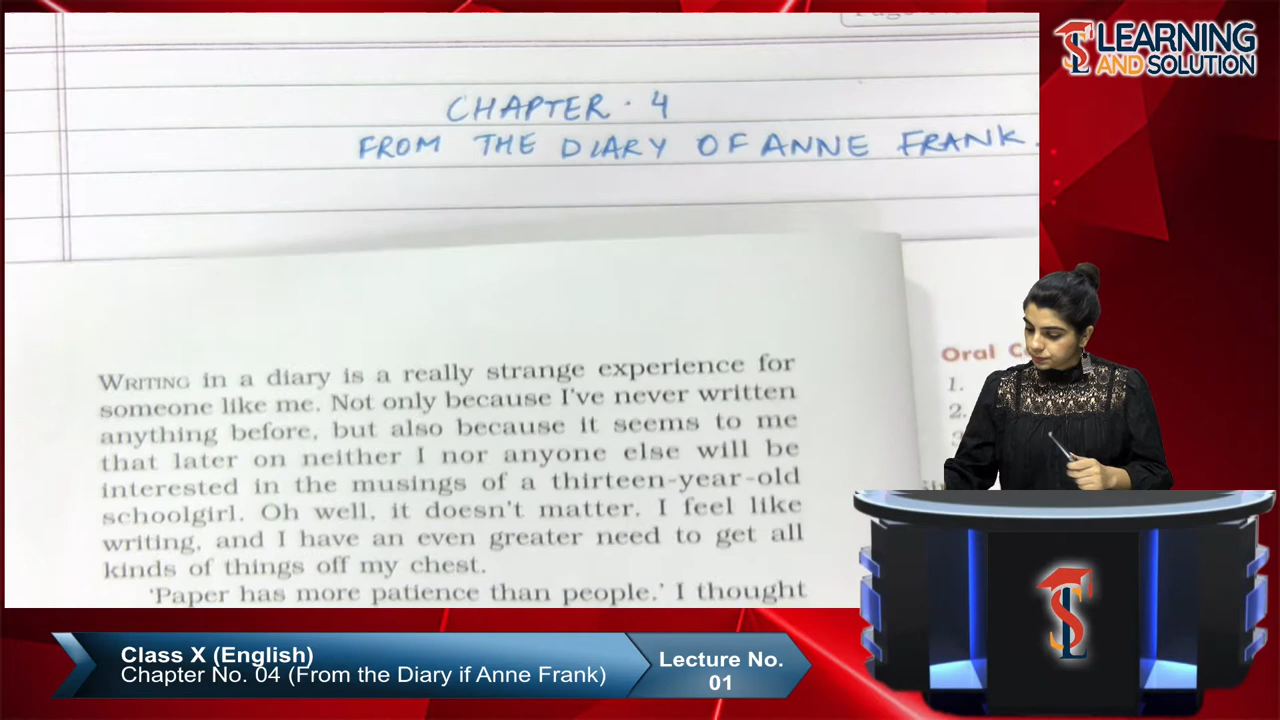 LEARNING
AND SOLUTION
CHAPTER. 4
FROM THE DIARY OF ANNE FRANK.
WRITING in a diary is a really strange experience for
someone like me. Not only because I've never written
anything before, but also because it seems to me
that later on neither I nor anyone else will be
interested in the musings of a thirteen-year-old
schoolgirl. Oh well, it doesn't matter. I feel like
writing, and I have an even greater need to get all
kinds of things off my chest.
'Paper has more patience than people.' I thought
Oral
1.
2.
Class X (English)
Chapter No. 04 (From the Diary if Anne Frank)
Lecture No.
01